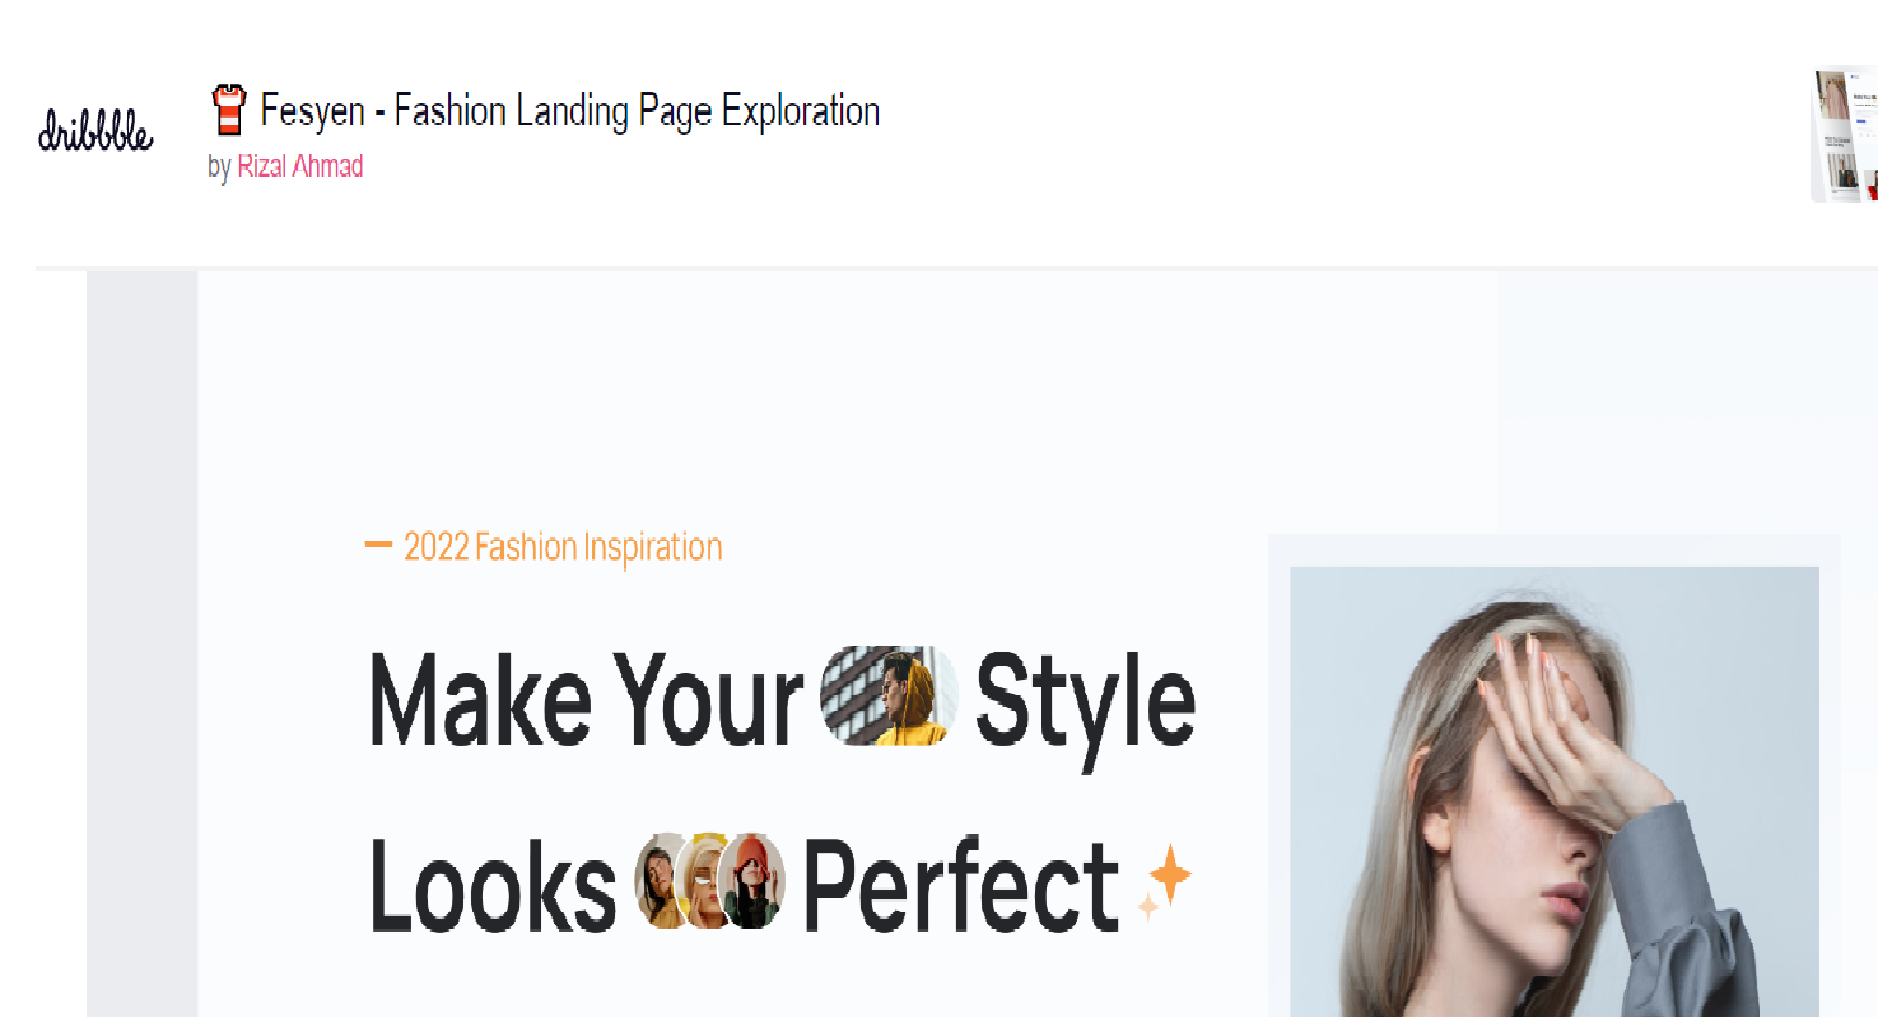 dribbble
Fesyen - Fashion Landing Page Exploration
by Rizal Ahmad
2022 Fashion Inspiration
Make Your Style
Looks Perfect